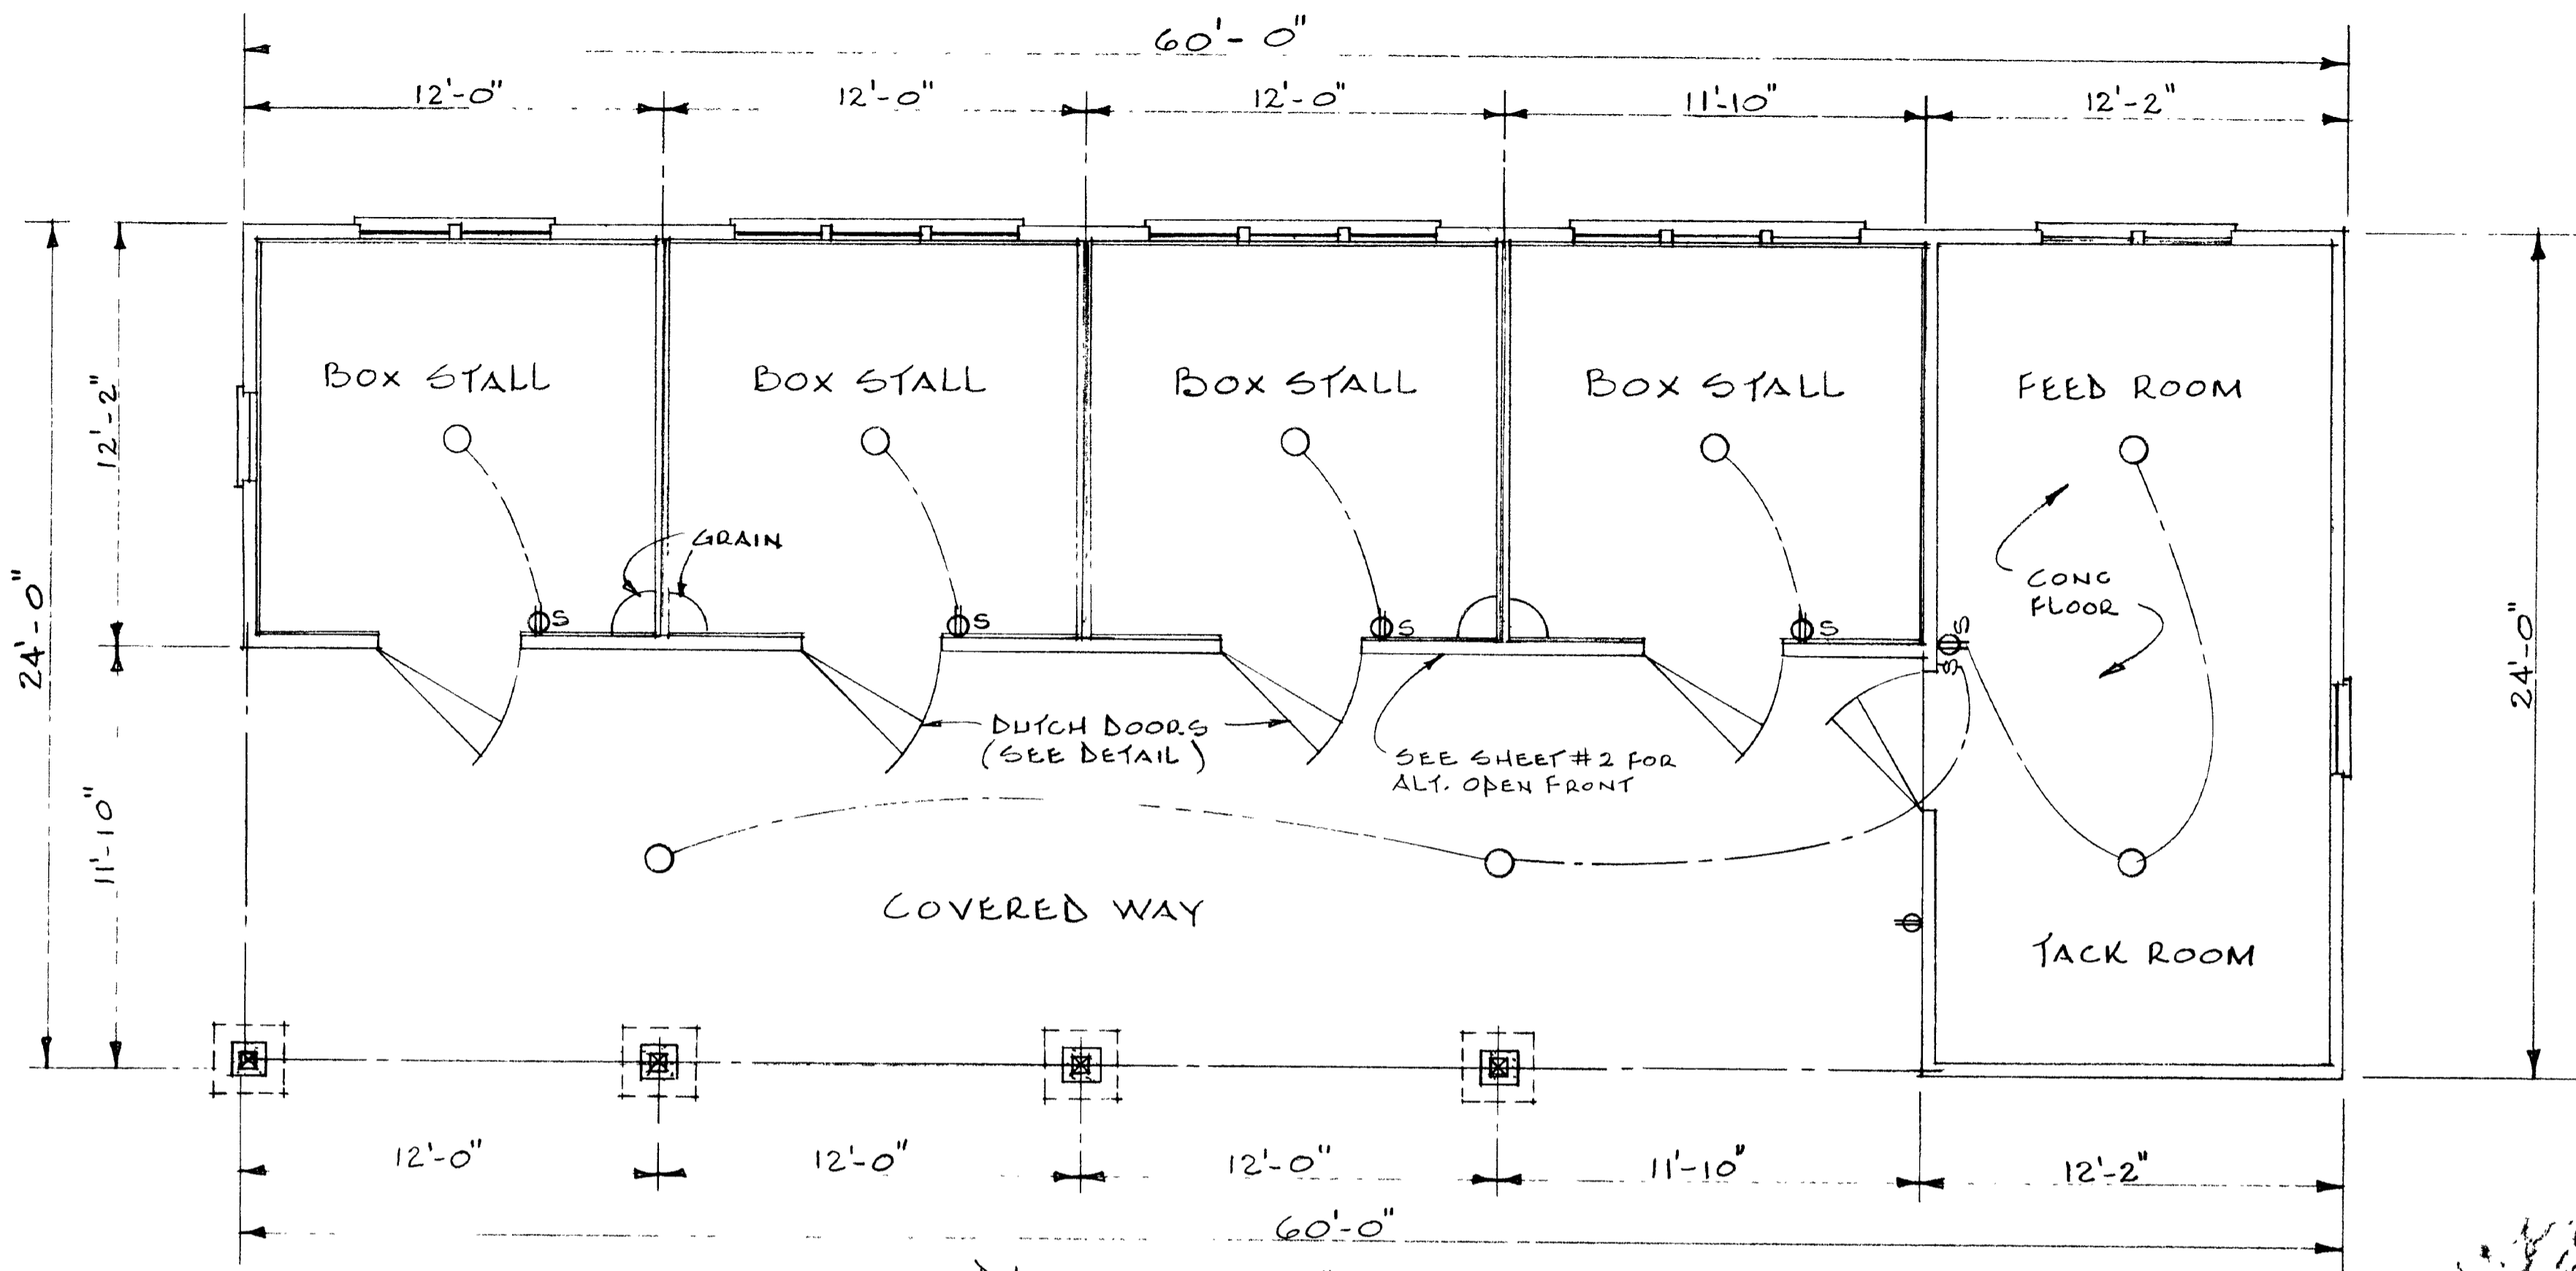 60'-0"
12'-0" 12'-0" 12'-0" 11'-10" 12'-2"
BOX STALL BOX STALL BOX STALL BOX STALL FEED ROOM
12'-2"
GRAIN
CONC
FLOOR
24'-0"
S S S S S
S
24'-0"
DUTCH DOORS
(SEE DETAIL)
SEE SHEET #2 FOR
ALT. OPEN FRONT
11'-10"
COVERED WAY
TACK ROOM
12'-0" 12'-0" 12'-0" 11'-10" 12'-2"
60'-0"